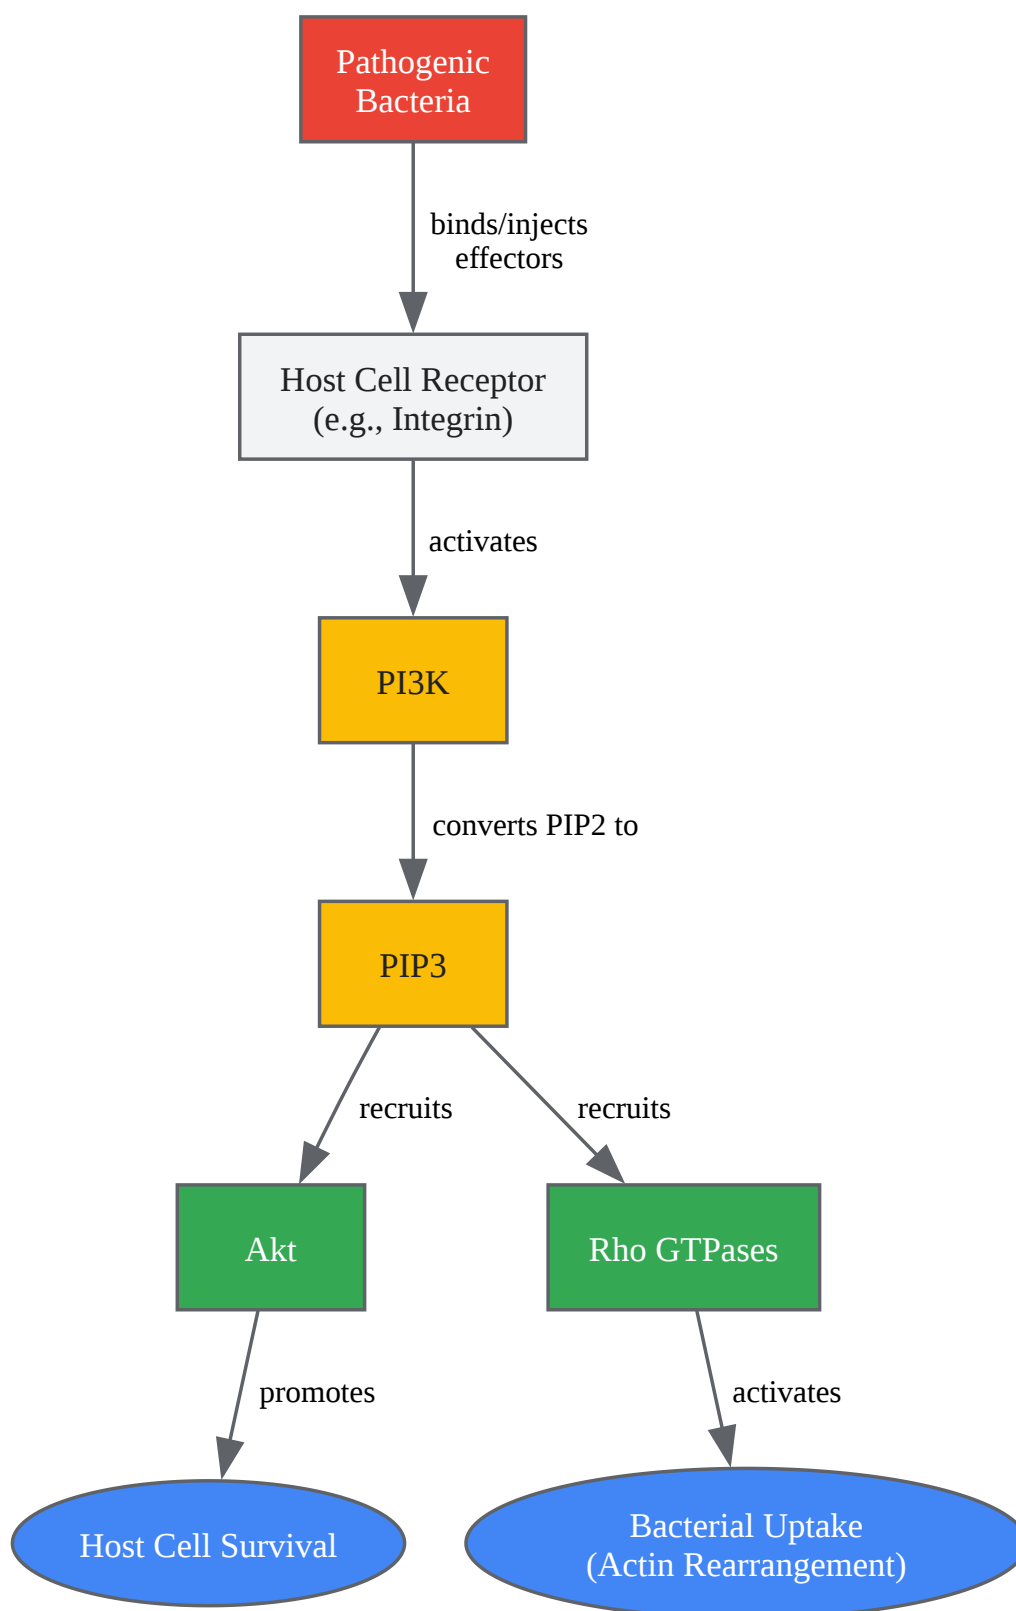 Pathogenic
Bacteria
binds/injects
effectors
Host Cell Receptor
(e.g., Integrin)
activates
PI3K
converts PIP2 to
PIP3
recruits
recruits
Akt
Rho GTPases
promotes
activates
Host Cell Survival
Bacterial Uptake
(Actin Rearrangement)